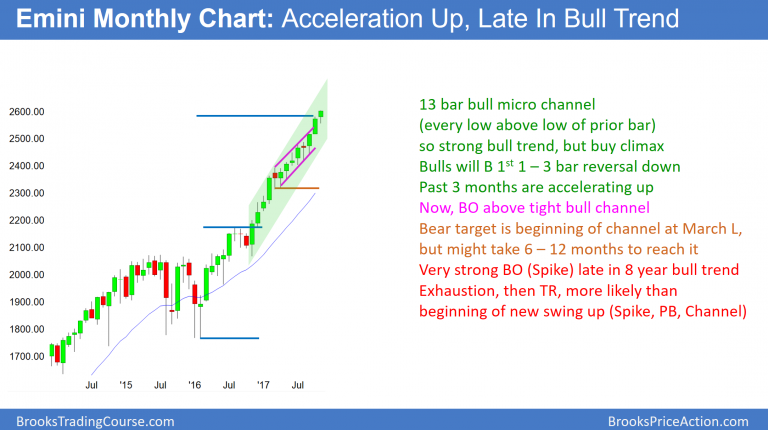 Emini Monthly Chart: Acceleration Up, Late In Bull Trend
2600.00
2500.00
2400.00
2300.00
2200.00
2100.00
2000.00
1900.00
1800.00
1700.00
Jul '15 Jul '16 Jul '17 Jul
13 bar bull micro channel
(every low above low of prior bar)
so strong bull trend, but buy climax
Bulls will B 1st 1 – 3 bar reversal down
Past 3 months are accelerating up
Now, BO above tight bull channel
Bear target is beginning of channel at March L,
but might take 6 – 12 months to reach it
Very strong BO (Spike) late in 8 year bull trend
Exhaustion, then TR, more likely than
beginning of new swing up (Spike, PB, Channel)
BrooksTradingCourse.com BrooksPriceAction.com